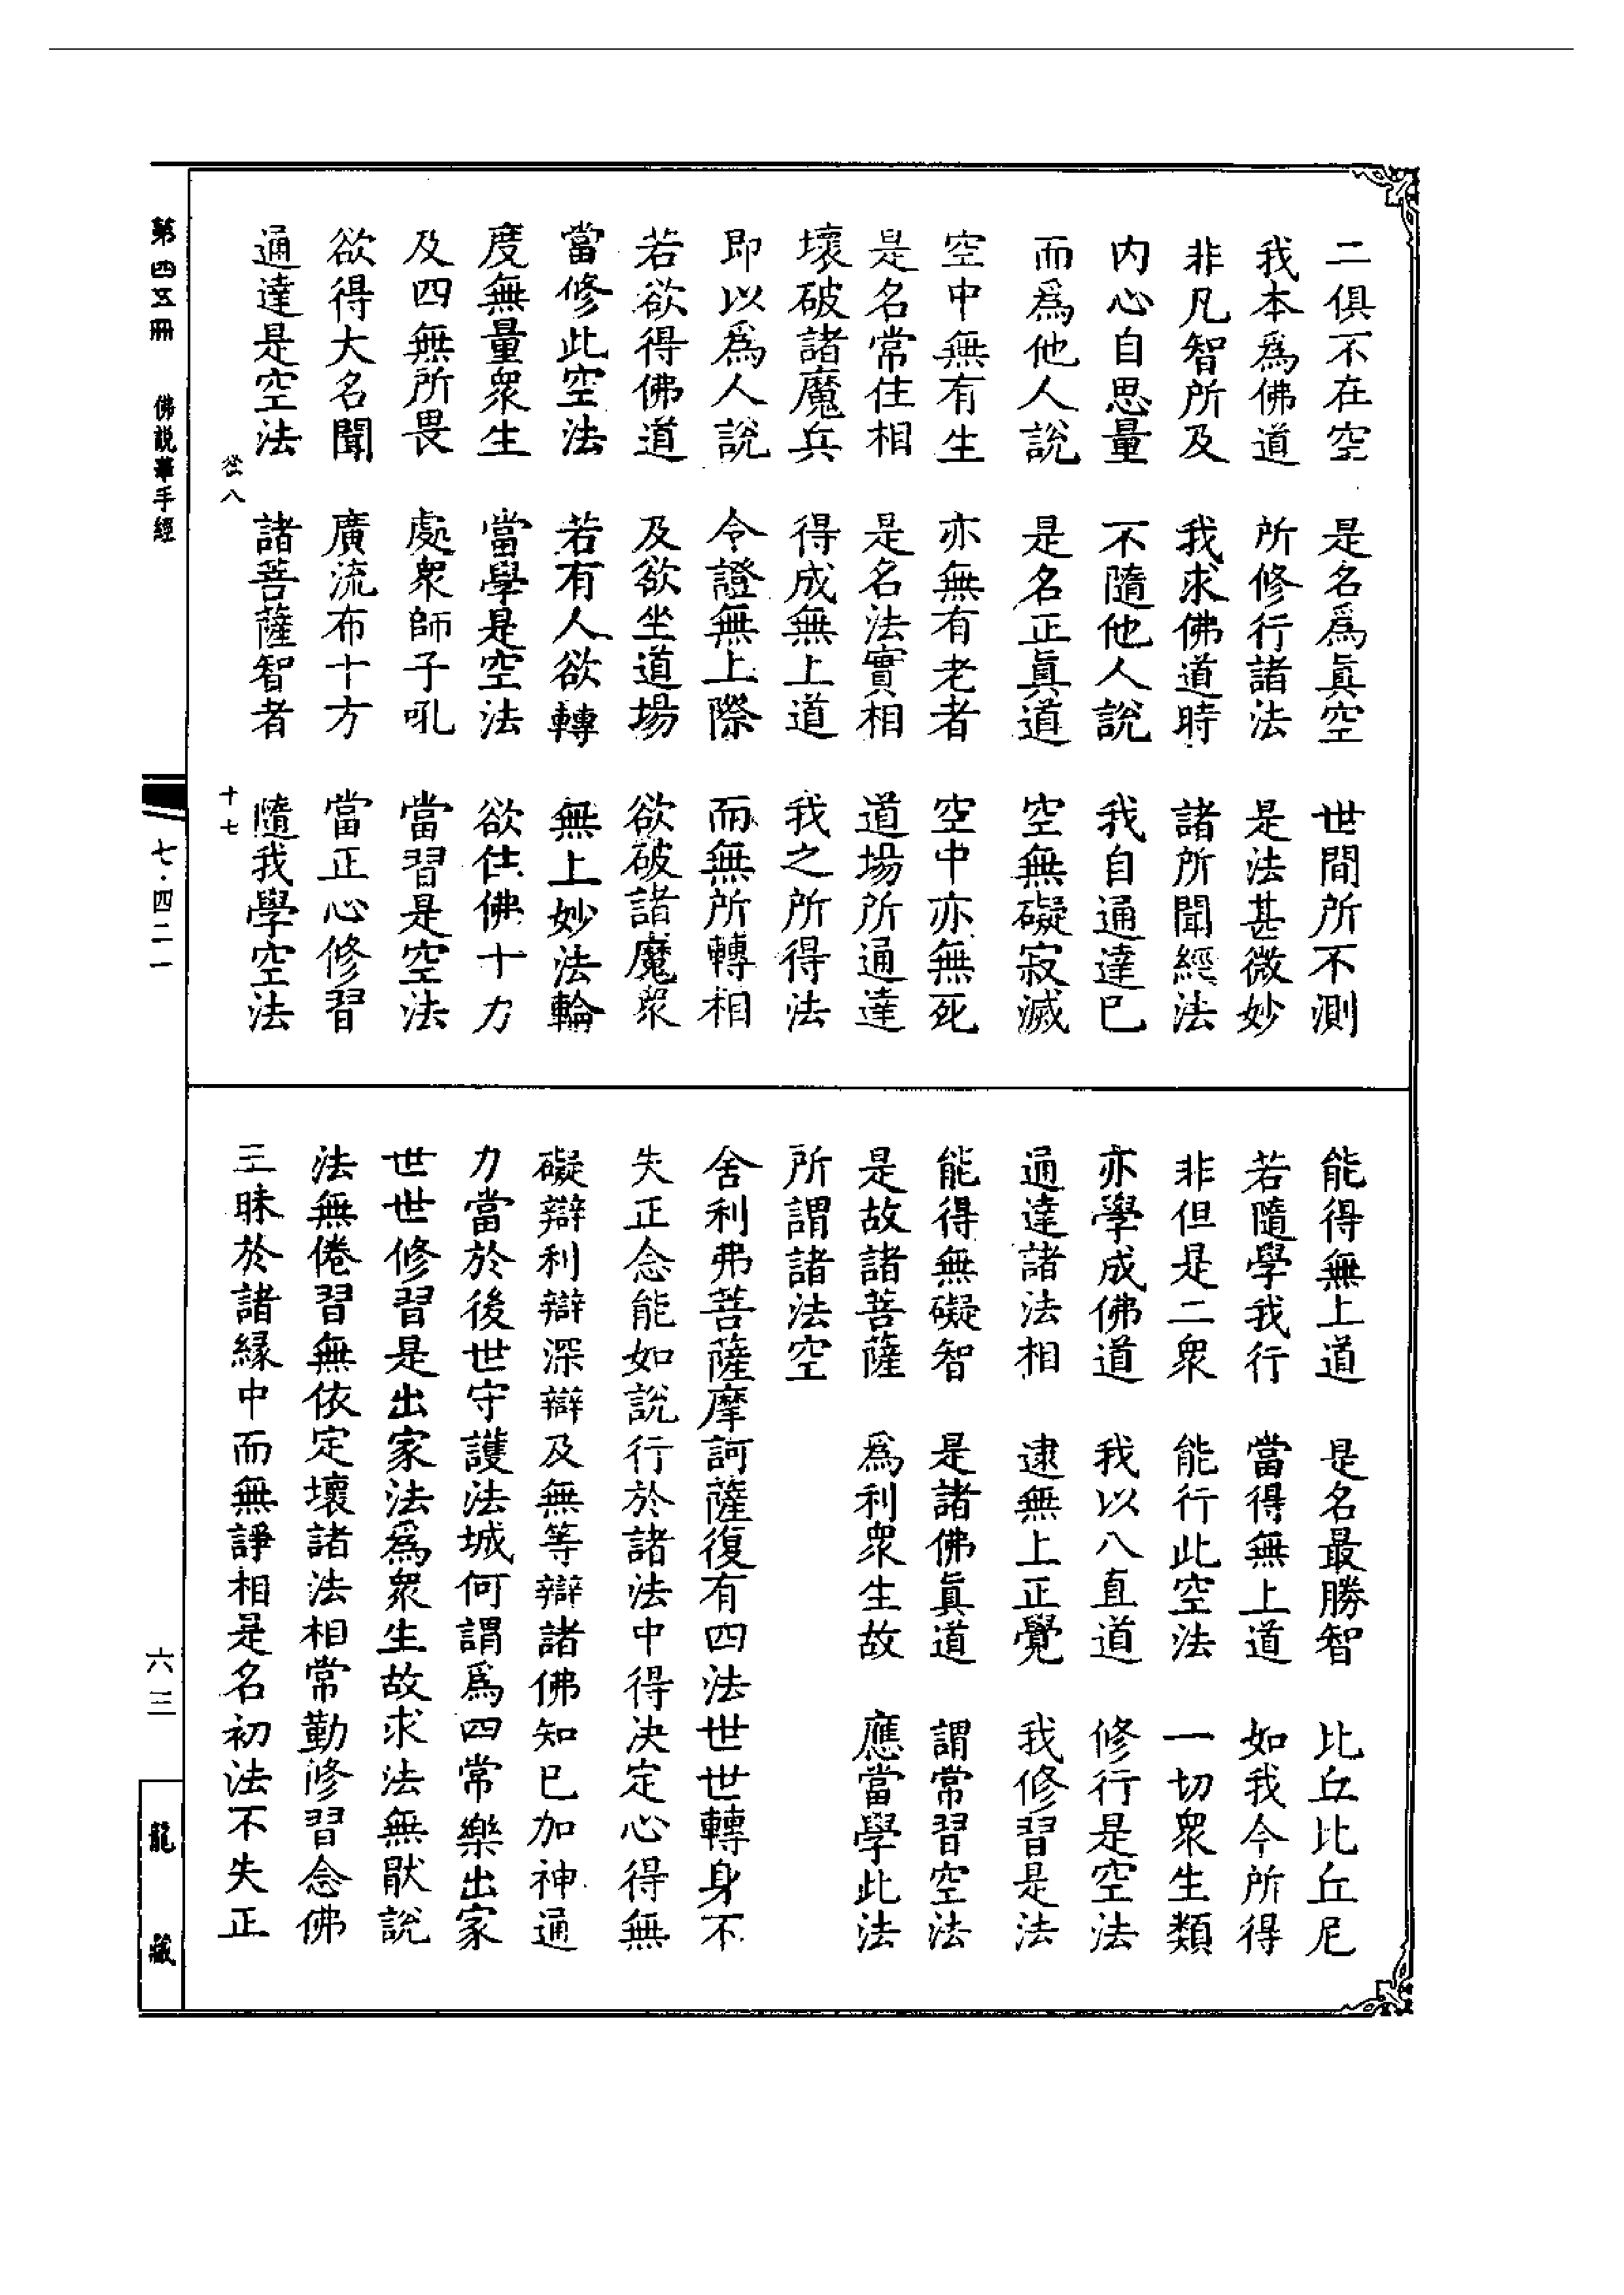 二俱不在空　是名爲眞空　世間所不測
我本爲佛道　所修行諸法　是法甚微妙
非凡智所及　我求佛道時　諸所聞經法
内心自思量　不隨他人說　我自通達已
而爲他人說　是名正眞道　空無礙寂滅
空中無有生　亦無有老者　空中亦無死
是名常住相　是名法實相　道場所通達
壞破諸魔兵　得成無上道　我之所得法
即以爲人說　令證無上際　而無所轉相
若欲得佛道　及欲坐道場　欲破諸魔衆
當修此空法　若有人欲轉　無上妙法輪
度無量衆生　當學是空法　欲住佛十力
及四無所畏　處衆師子吼　當習是空法
欲得大名聞　廣流布十方　當正心修習
通達是空法　諸菩薩智者　隨我學空法
八　十七
能得無上道　是名最勝智　比丘比丘尼
若隨學我行　當得無上道　如我今所得
非但是二衆　能行此空法　一切衆生類
亦學成佛道　我以八直道　修行是空法
通達諸法相　逮無上正覺　我修習是法
能得無礙智　是諸佛眞道　謂常習空法
是故諸菩薩　爲利衆生故　應當學此法
所謂諸法空
舍利弗菩薩摩訶薩復有四法世世轉身不
失正念能如說行於諸法中得決定心得無
礙辯利辯深辯及無等辯諸佛知已加神通
力當於後世守護法城何謂爲四常樂出家
世世修習是出家法爲衆生故求法無猒說
法無倦習無依定壞諸法相常勤修習念佛
三昧於諸緣中而無諍相是名初法不失正
第四五冊　佛說華手經　七·四二一　六三　龍藏